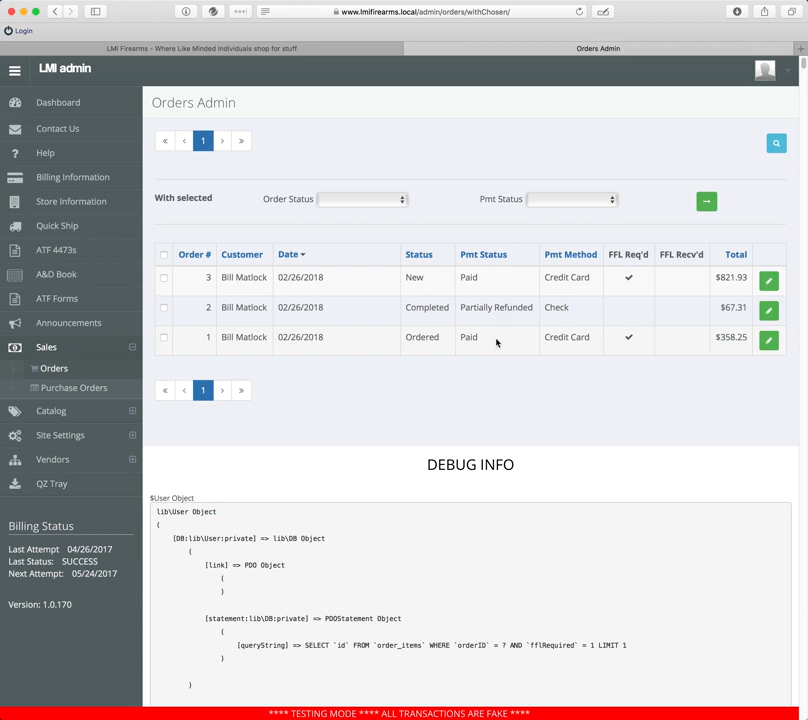 www.lmifirearms.local/admin/orders/withChosen/
Login
LMI Firearms - Where Like Minded Individuals shop for stuff
Orders Admin
LMI admin
Dashboard
Contact Us
Help
Billing Information
Store Information
Quick Ship
ATF 4473s
A&D Book
ATF Forms
Announcements
Sales
Orders
Purchase Orders
Catalog
Site Settings
Vendors
QZ Tray
Billing Status
Last Attempt 04/26/2017
Last Status: SUCCESS
Next Attempt: 05/24/2017
Version: 1.0.170
Orders Admin
« ‹ 1 › »
With selected Order Status Pmt Status
Order # Customer Date Status Pmt Status Pmt Method FFL Req'd FFL Recv'd Total
3 Bill Matlock 02/26/2018 New Paid Credit Card ✓ $821.93
2 Bill Matlock 02/26/2018 Completed Partially Refunded Check $67.31
1 Bill Matlock 02/26/2018 Ordered Paid Credit Card ✓ $358.25
« ‹ 1 › »
DEBUG INFO
$User Object
lib\User Object
(
[DB:lib\User:private] => lib\DB Object
(
[link] => PDO Object
(
)
[statement:lib\DB:private] => PDOStatement Object
(
[queryString] => SELECT `id` FROM `order_items` WHERE `orderID` = ? AND `fflRequired` = 1 LIMIT 1
)
)
**** TESTING MODE **** ALL TRANSACTIONS ARE FAKE ****